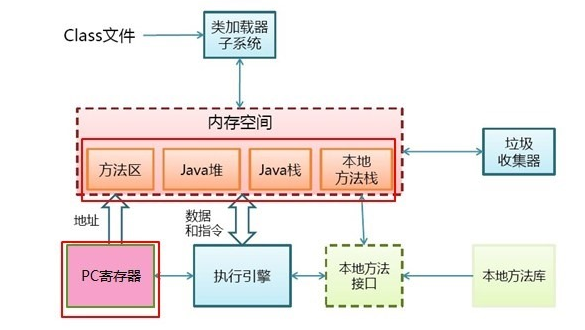 Class文件
类加载器
子系统
内存空间
方法区
Java堆
Java栈
本地
方法栈
垃圾
收集器
地址
数据
和指令
PC寄存器
执行引擎
本地方法
接口
本地方法库